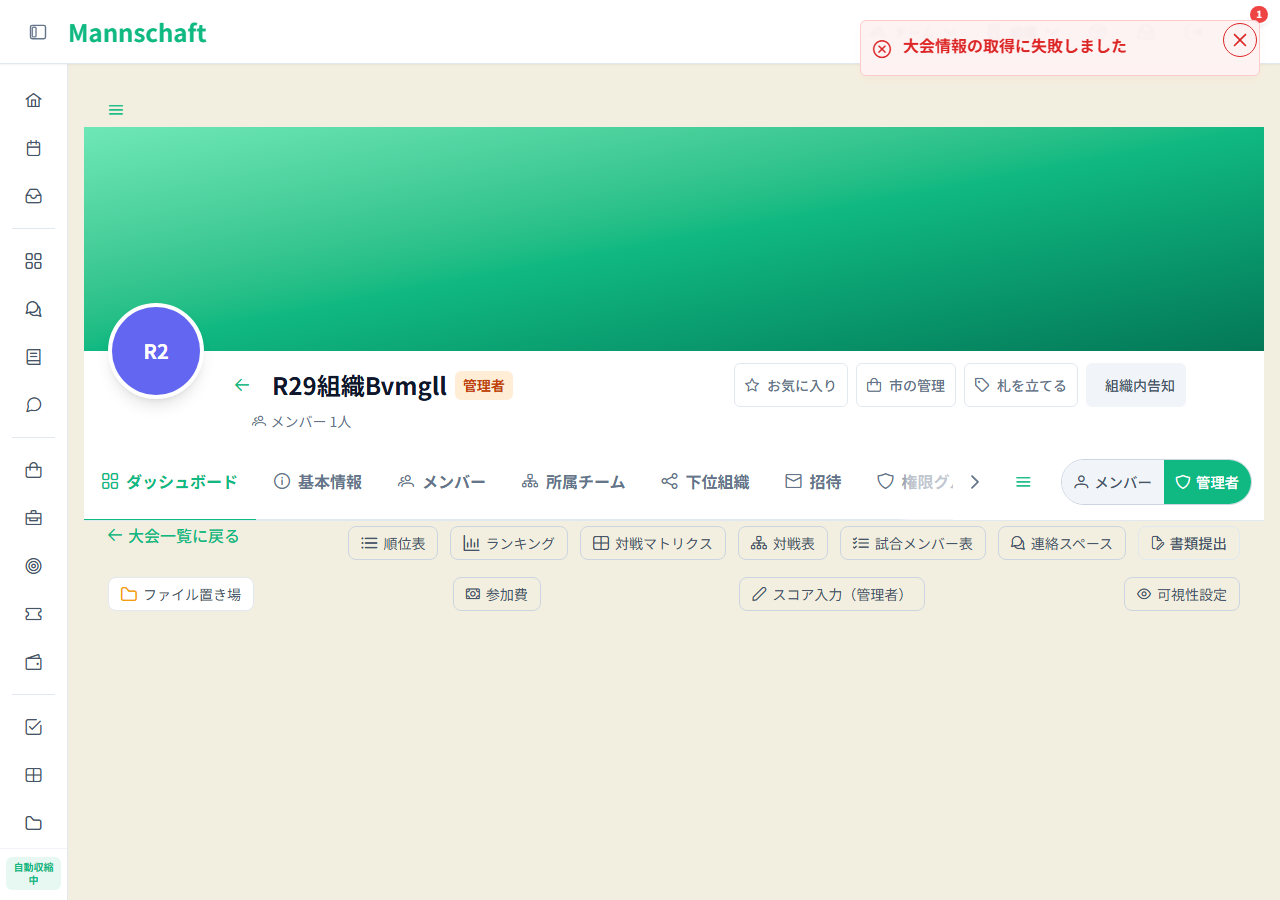 Mannschaft
1
大会情報の取得に失敗しました
R2
R29組織Bvmgll 管理者
お気に入り 市の管理 札を立てる 組織内告知
メンバー 1人
ダッシュボード 基本情報 メンバー 所属チーム 下位組織 招待 権限グ メンバー 管理者
大会一覧に戻る 順位表 ランキング 対戦マトリクス 対戦表 試合メンバー表 連絡スペース 書類提出
ファイル置き場 参加費 スコア入力（管理者） 可視性設定
自動収縮
中